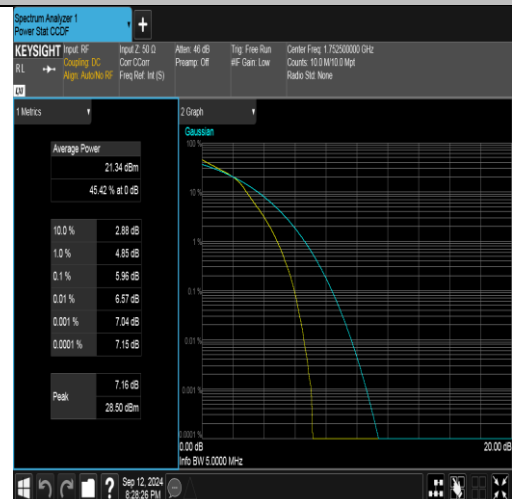 Spectrum Analyzer 1
Power Stat CCDF
+
KEYSIGHT
RL
Input: RF
Coupling: DC
Align: Auto/No RF
Input Z: 50 Ω
Corr CCorr
Freq Ref: Int (S)
Atten: 46 dB
Preamp: Off
Trig: Free Run
#IF Gain: Low
Center Freq: 1.752500000 GHz
Counts: 10.0 M/10.0 Mpt
Radio Std: None
1 Metrics
Average Power
21.34 dBm
45.42 % at 0 dB
10.0 % 2.88 dB
1.0 % 4.85 dB
0.1 % 5.96 dB
0.01 % 6.57 dB
0.001 % 7.04 dB
0.0001 % 7.15 dB
Peak
7.16 dB
28.50 dBm
2 Graph
Gaussian
100 %
10 %
1 %
0.1 %
0.01 %
0.001 %
0.0001 %
0.00 dB
20.00 dB
Info BW 5.0000 MHz
?
Sep 12, 2024
8:28:26 PM